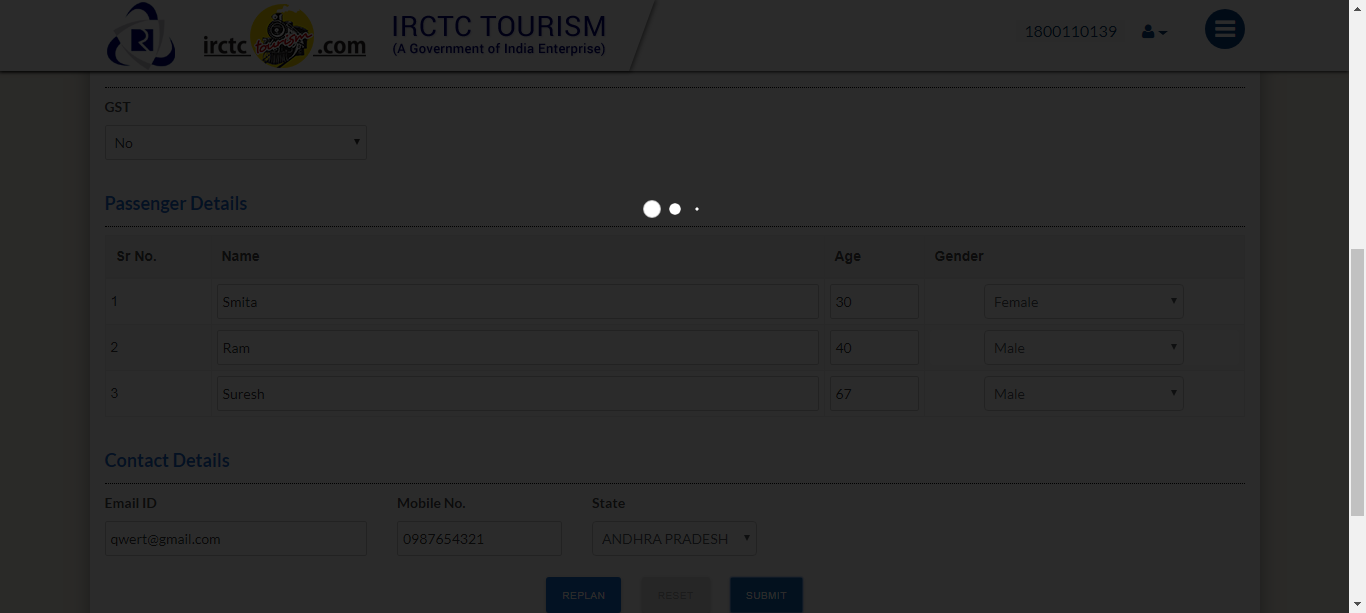 irctc tourism .com
IRCTC TOURISM
(A Government of India Enterprise)
1800110139
GST
No
Passenger Details
Sr No. Name Age Gender
1 Smita 30 Female
2 Ram 40 Male
3 Suresh 67 Male
Contact Details
Email ID Mobile No. State
qwert@gmail.com 0987654321 ANDHRA PRADESH
REPLAN RESET SUBMIT